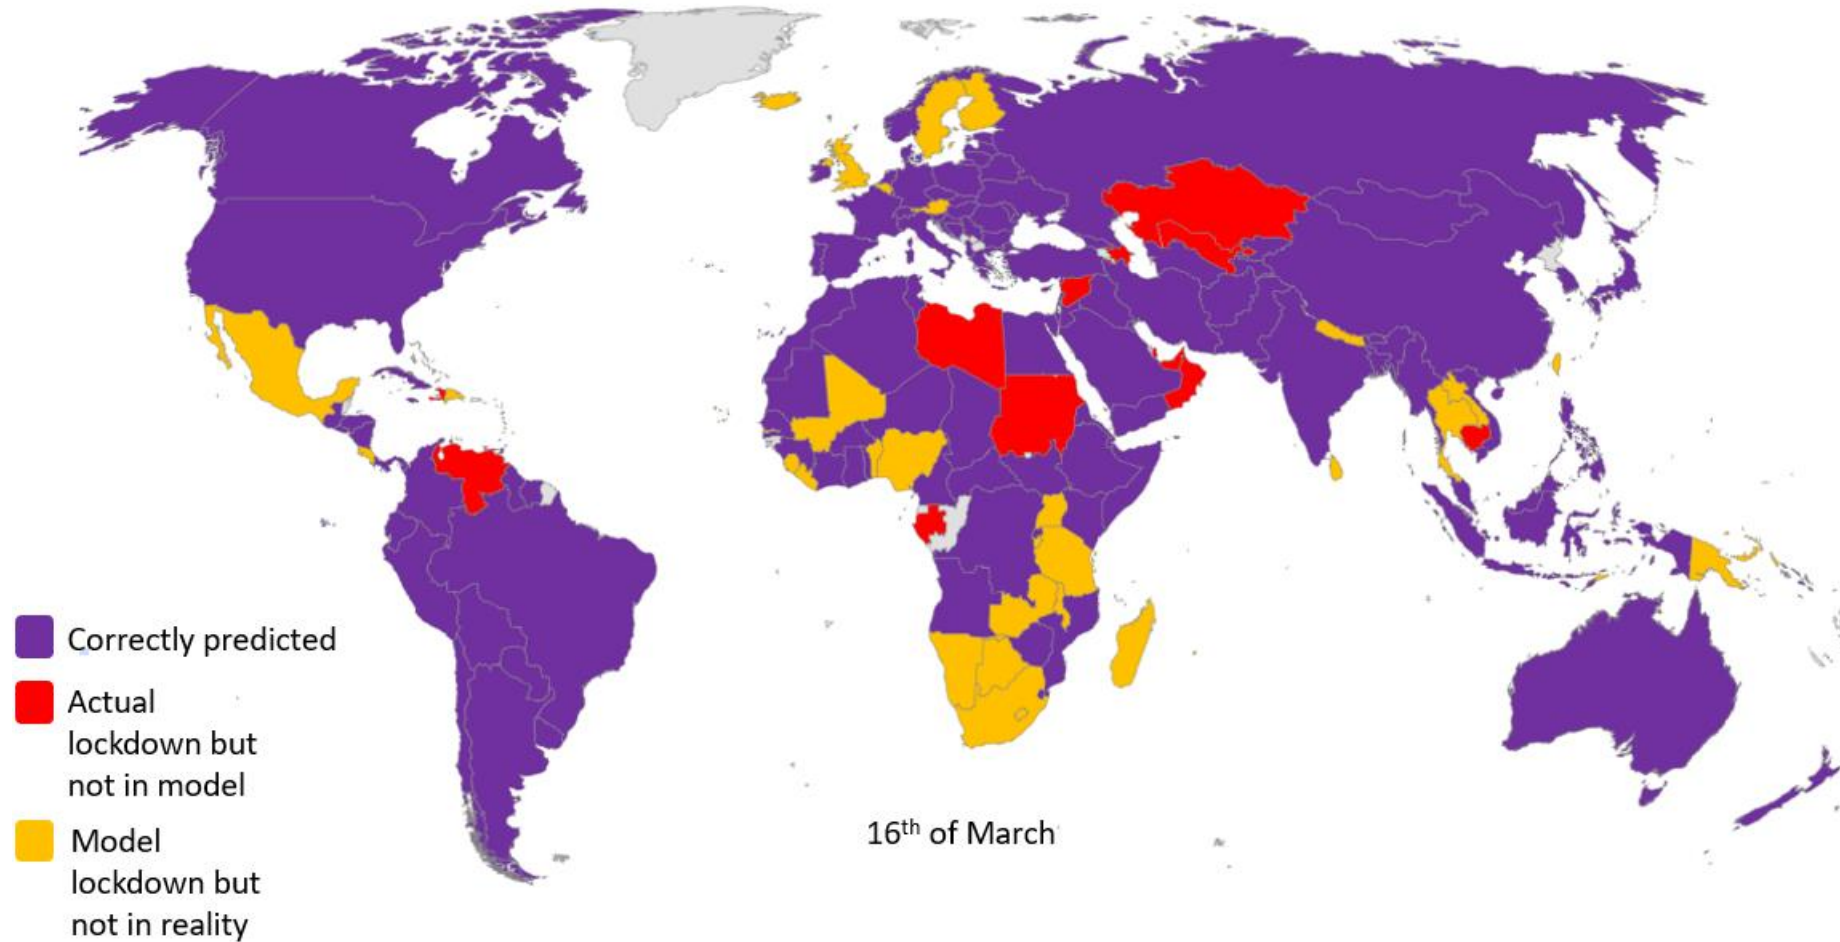 Correctly predicted
Actual
lockdown but
not in model
Model
lockdown but
not in reality
16th of March